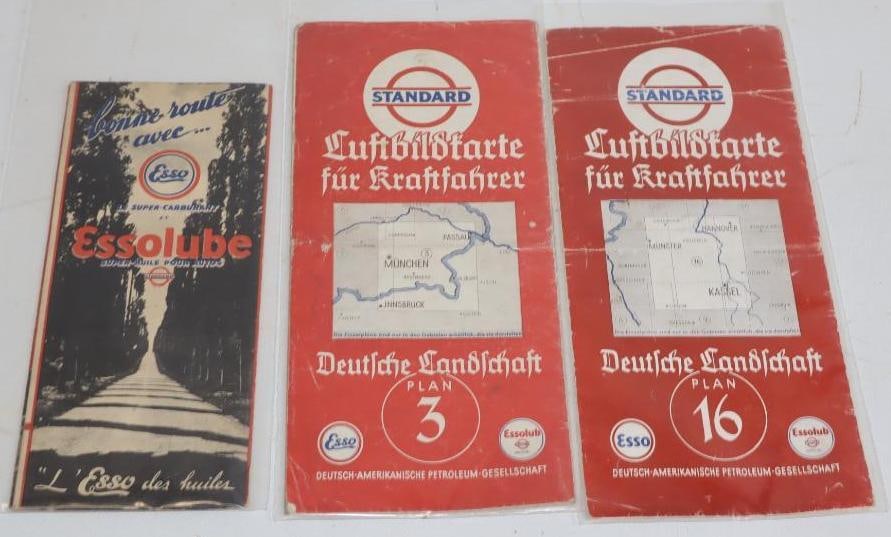 bonne route
avec...
Esso
LE SUPER-CARBURANT
ET
Essolube
SUPER-HUILE POUR AUTOS
"L'Esso des huiles
STANDARD
Luftbildkarte
für Kraftfahrer
PASSAU
MÜNCHEN
3
INNSBRUCK
Deutsche Landschaft
PLAN
3
Esso
Essolub
DEUTSCH-AMERIKANISCHE PETROLEUM-GESELLSCHAFT
STANDARD
Luftbildkarte
für Kraftfahrer
HANNOVER
MÜNSTER
16
KASSEL
Deutsche Landschaft
PLAN
16
Esso
Essolub
DEUTSCH-AMERIKANISCHE PETROLEUM-GESELLSCHAFT